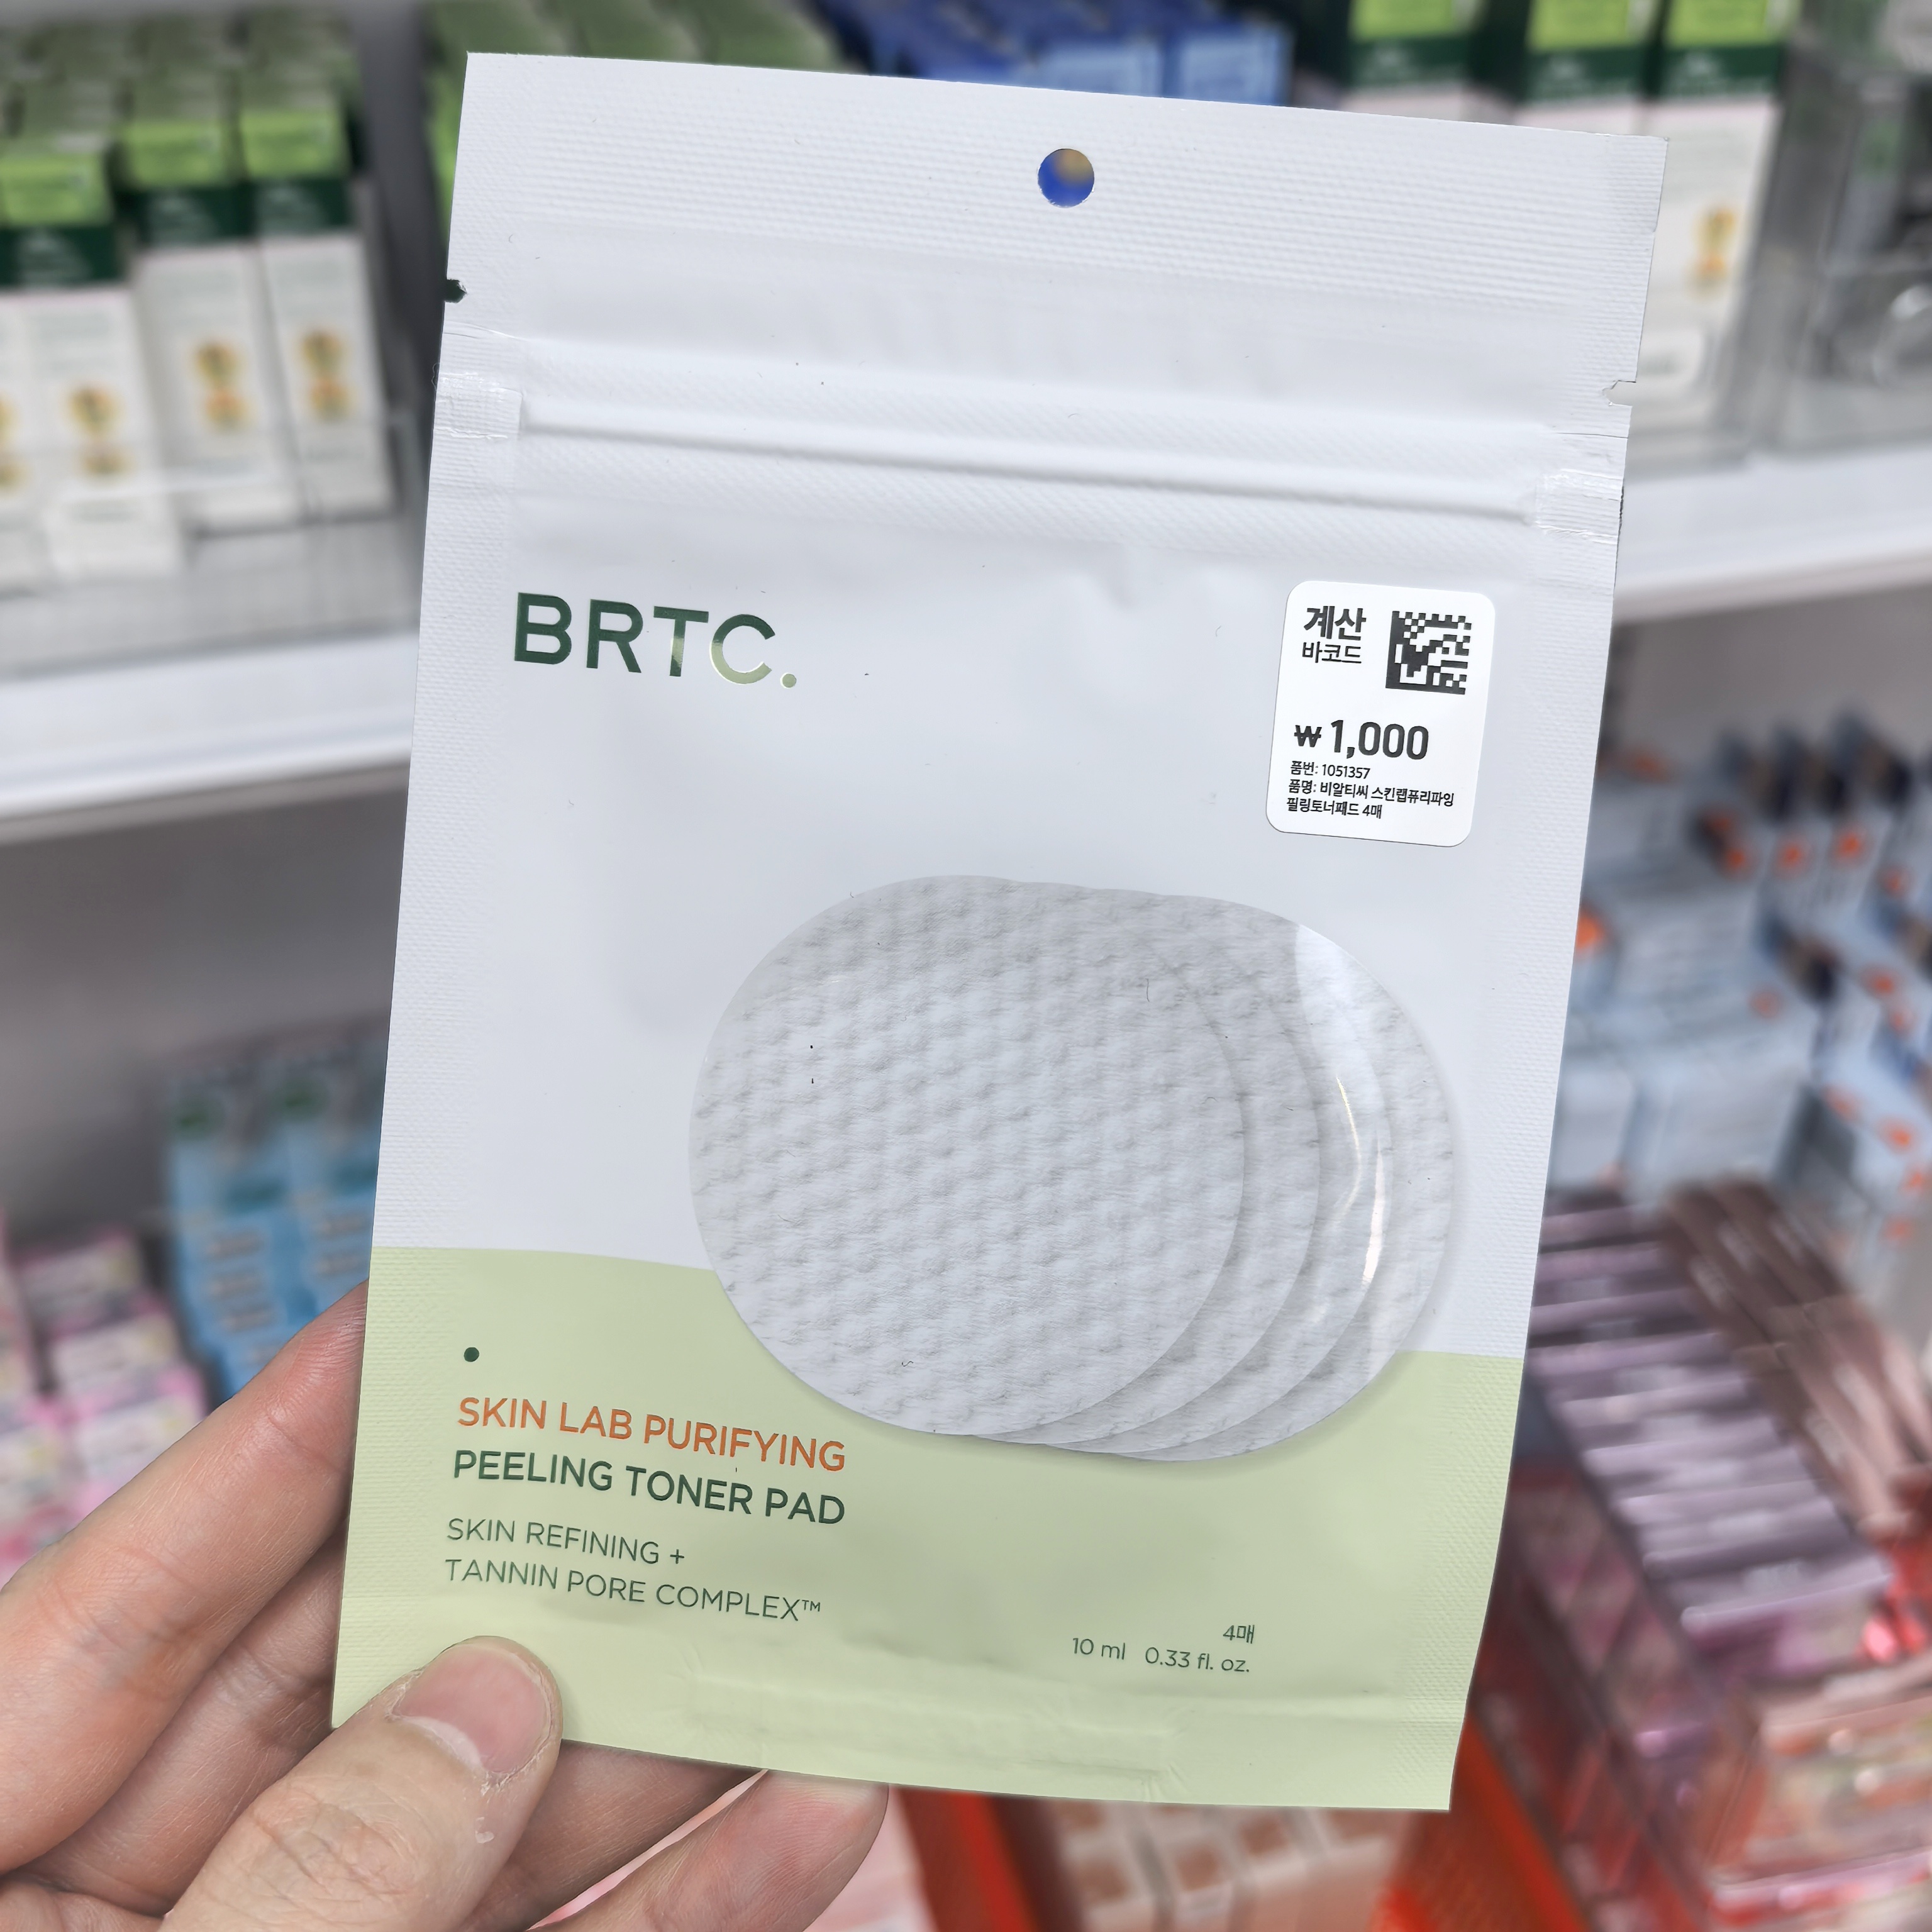 BRTC.
계산
바코드
₩1,000
품번: 1051357
품명: 비알티씨 스킨랩퓨리파잉
필링토너패드 4매
SKIN LAB PURIFYING
PEELING TONER PAD
SKIN REFINING +
TANNIN PORE COMPLEX™
4매
10 ml 0.33 fl. oz.